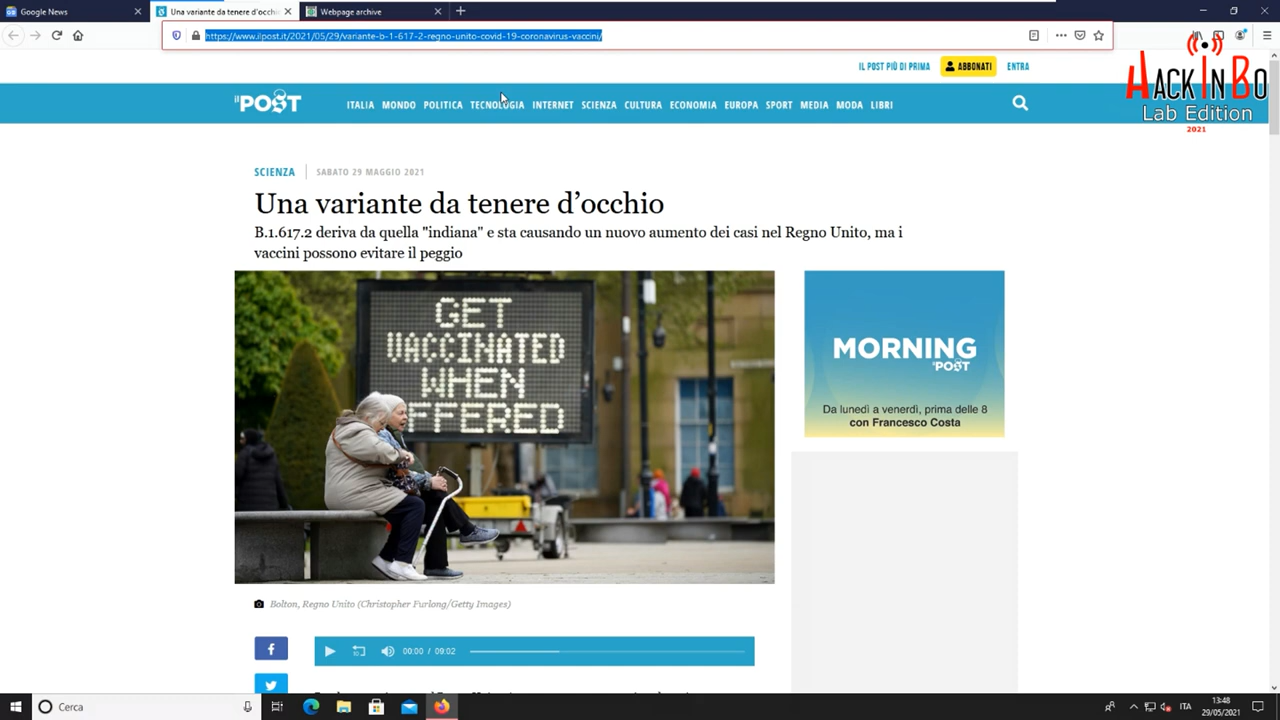 Google News
Una variante da tenere d'occhio
Webpage archive
https://www.ilpost.it/2021/05/29/variante-b-1-617-2-regno-unito-covid-19-coronavirus-vaccini/
IL POST PIÙ DI PRIMA
ABBONATI
ENTRA
HACKINBO
Lab Edition
2021
il POST
ITALIA MONDO POLITICA TECNOLOGIA INTERNET SCIENZA CULTURA ECONOMIA EUROPA SPORT MEDIA MODA LIBRI
SCIENZA
SABATO 29 MAGGIO 2021
Una variante da tenere d’occhio
B.1.617.2 deriva da quella "indiana" e sta causando un nuovo aumento dei casi nel Regno Unito, ma i
vaccini possono evitare il peggio
GET
VACCINATED
WHEN
OFFERED
MORNING
IL POST
Da lunedì a venerdì, prima delle 8
con Francesco Costa
Bolton, Regno Unito (Christopher Furlong/Getty Images)
00:00 / 09:02
Cerca
ITA
13:48
29/05/2021